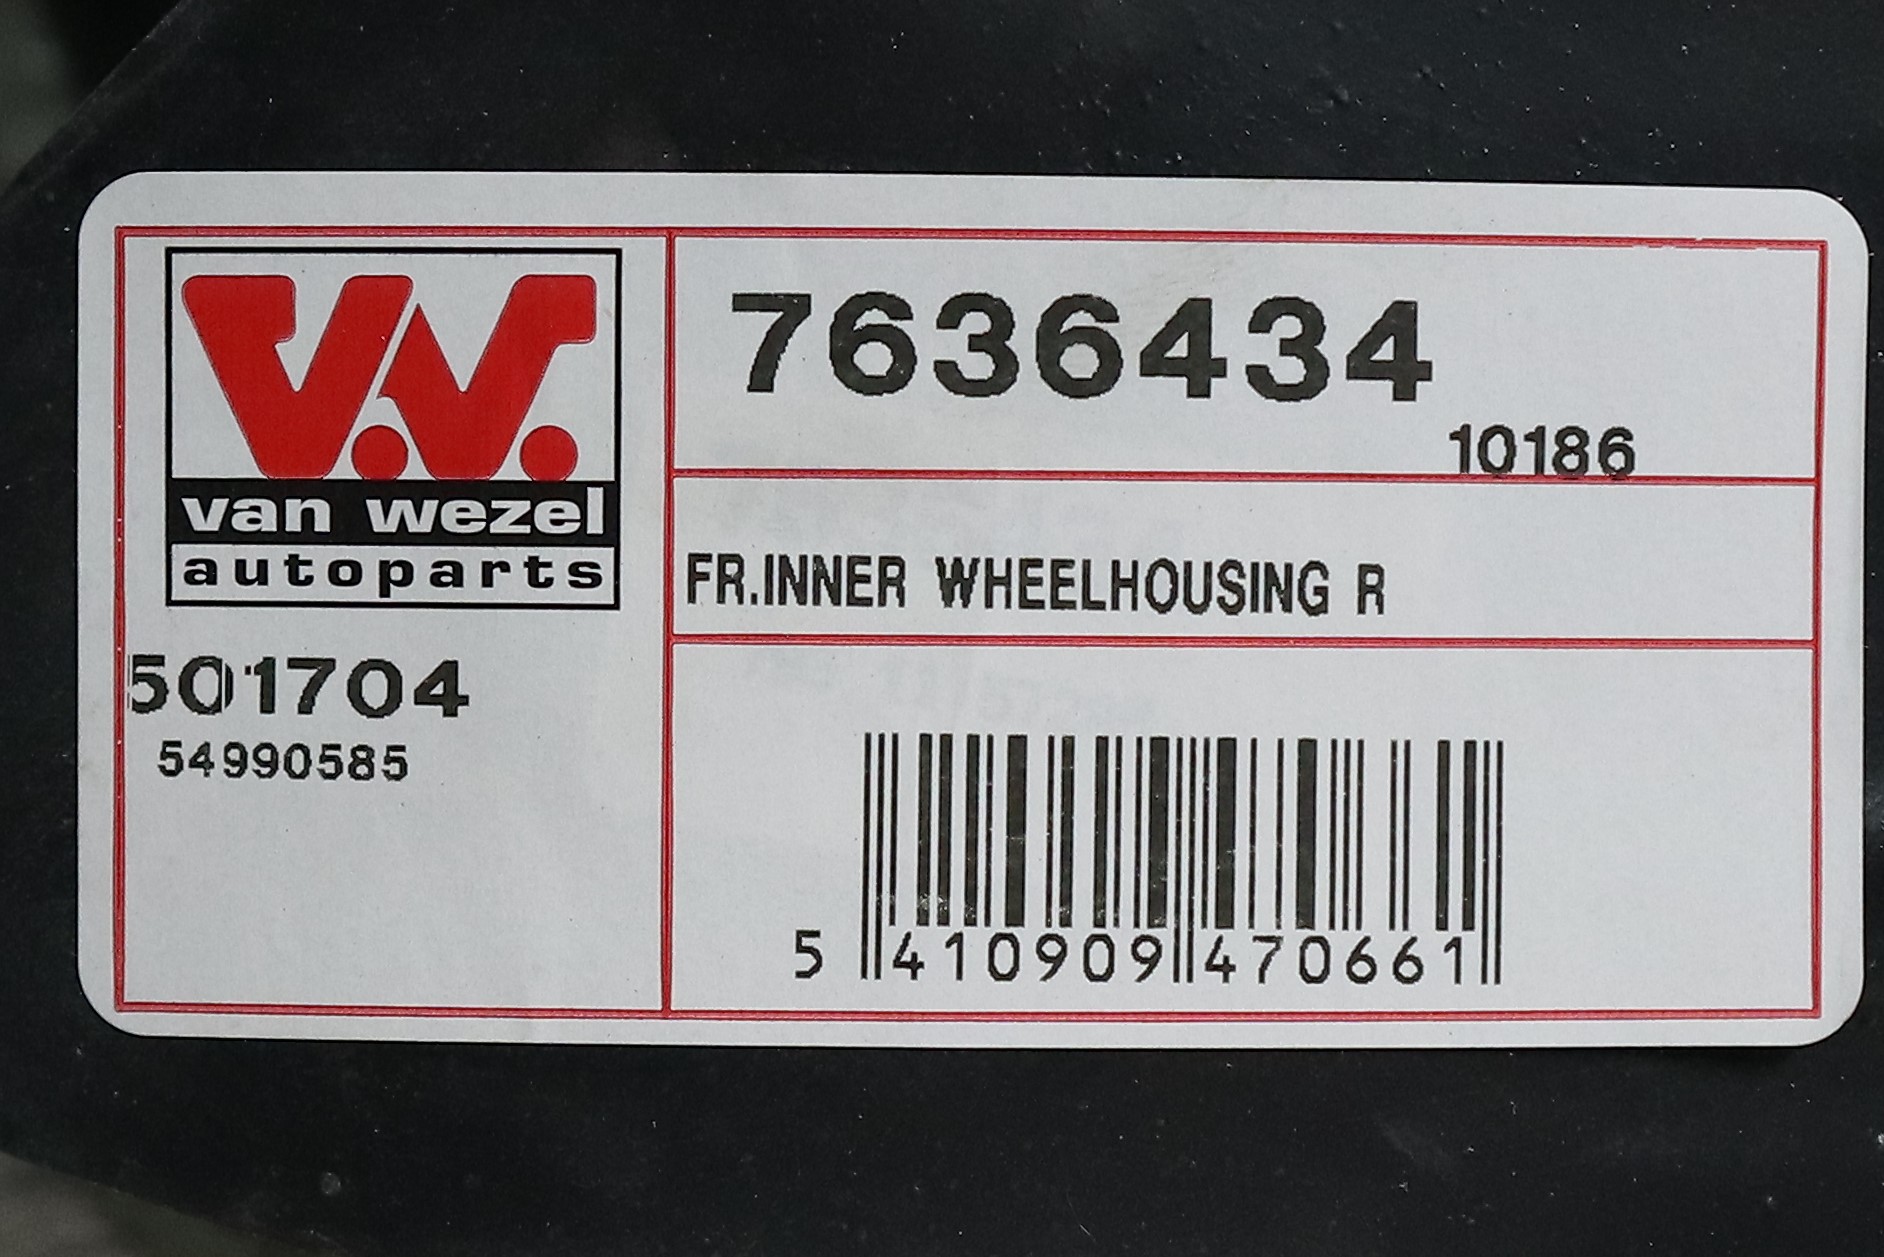 V.W.
van wezel
autoparts
501704
54990585
7636434
10186
FR.INNER WHEELHOUSING R
5 410909 470661